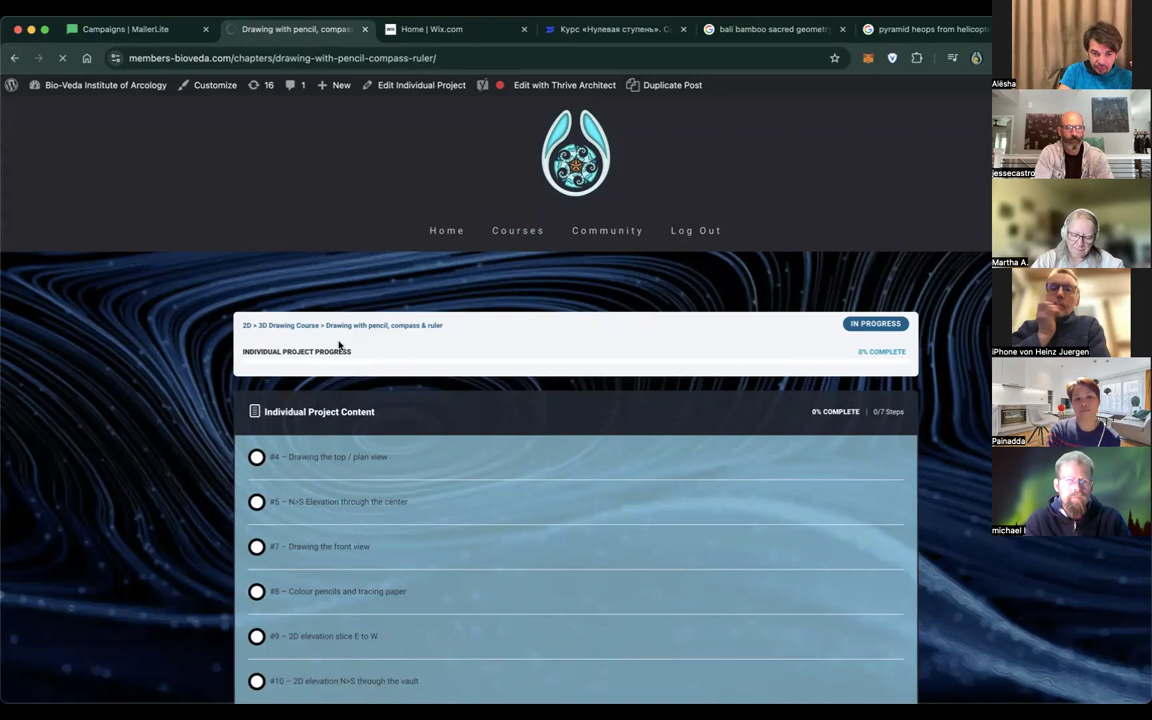 Campaigns | MailerLite
Drawing with pencil, compass
Home | Wix.com
Курс «Нулевая ступень».
bali bamboo sacred geometry
pyramid heops from helicopt
members-bioveda.com/chapters/drawing-with-pencil-compass-ruler/
Bio-Veda Institute of Arcology Customize 16 1 New Edit Individual Project Edit with Thrive Architect Duplicate Post
Home Courses Community Log Out
2D > 3D Drawing Course > Drawing with pencil, compass & ruler IN PROGRESS
INDIVIDUAL PROJECT PROGRESS 0% COMPLETE
Individual Project Content 0% COMPLETE | 0/7 Steps
#4 – Drawing the top / plan view
#5 – N>S Elevation through the center
#7 – Drawing the front view
#8 – Colour pencils and tracing paper
#9 – 2D elevation slice E to W
#10 – 2D elevation N>S through the vault
Alësha
jessecastro
Martha A.
iPhone von Heinz Juergen
Painadda
michael l